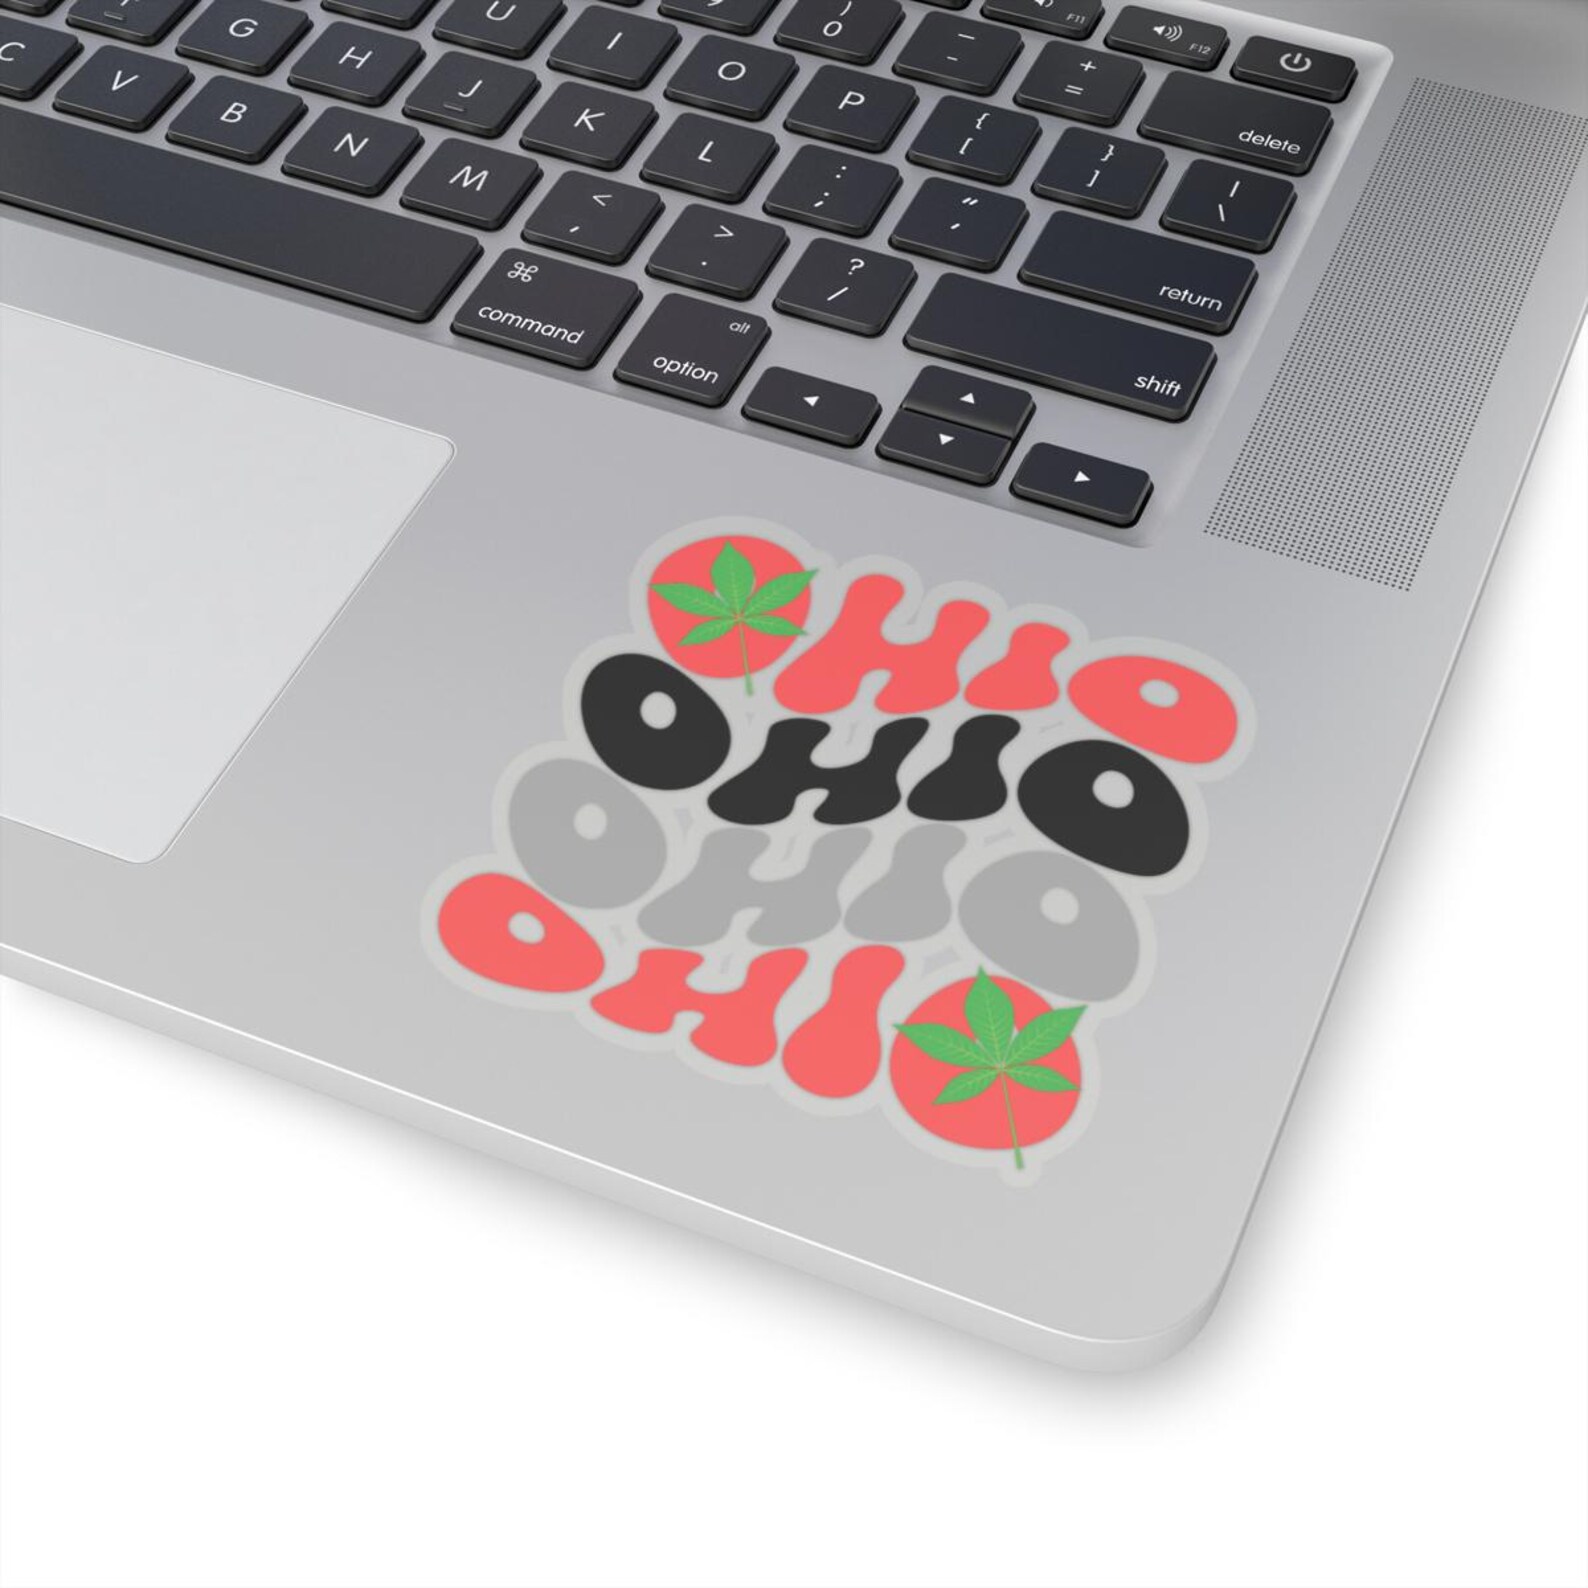 U ) 0 _ - F11 F12
G I O + = delete
C H P { [ } ] | \
V J K L : ; " ' return
B N M < , > . ? / shift
⌘ command alt option
◀ ▲ ▼ ▶
OHIO
OHIO
OHIO
OHIO